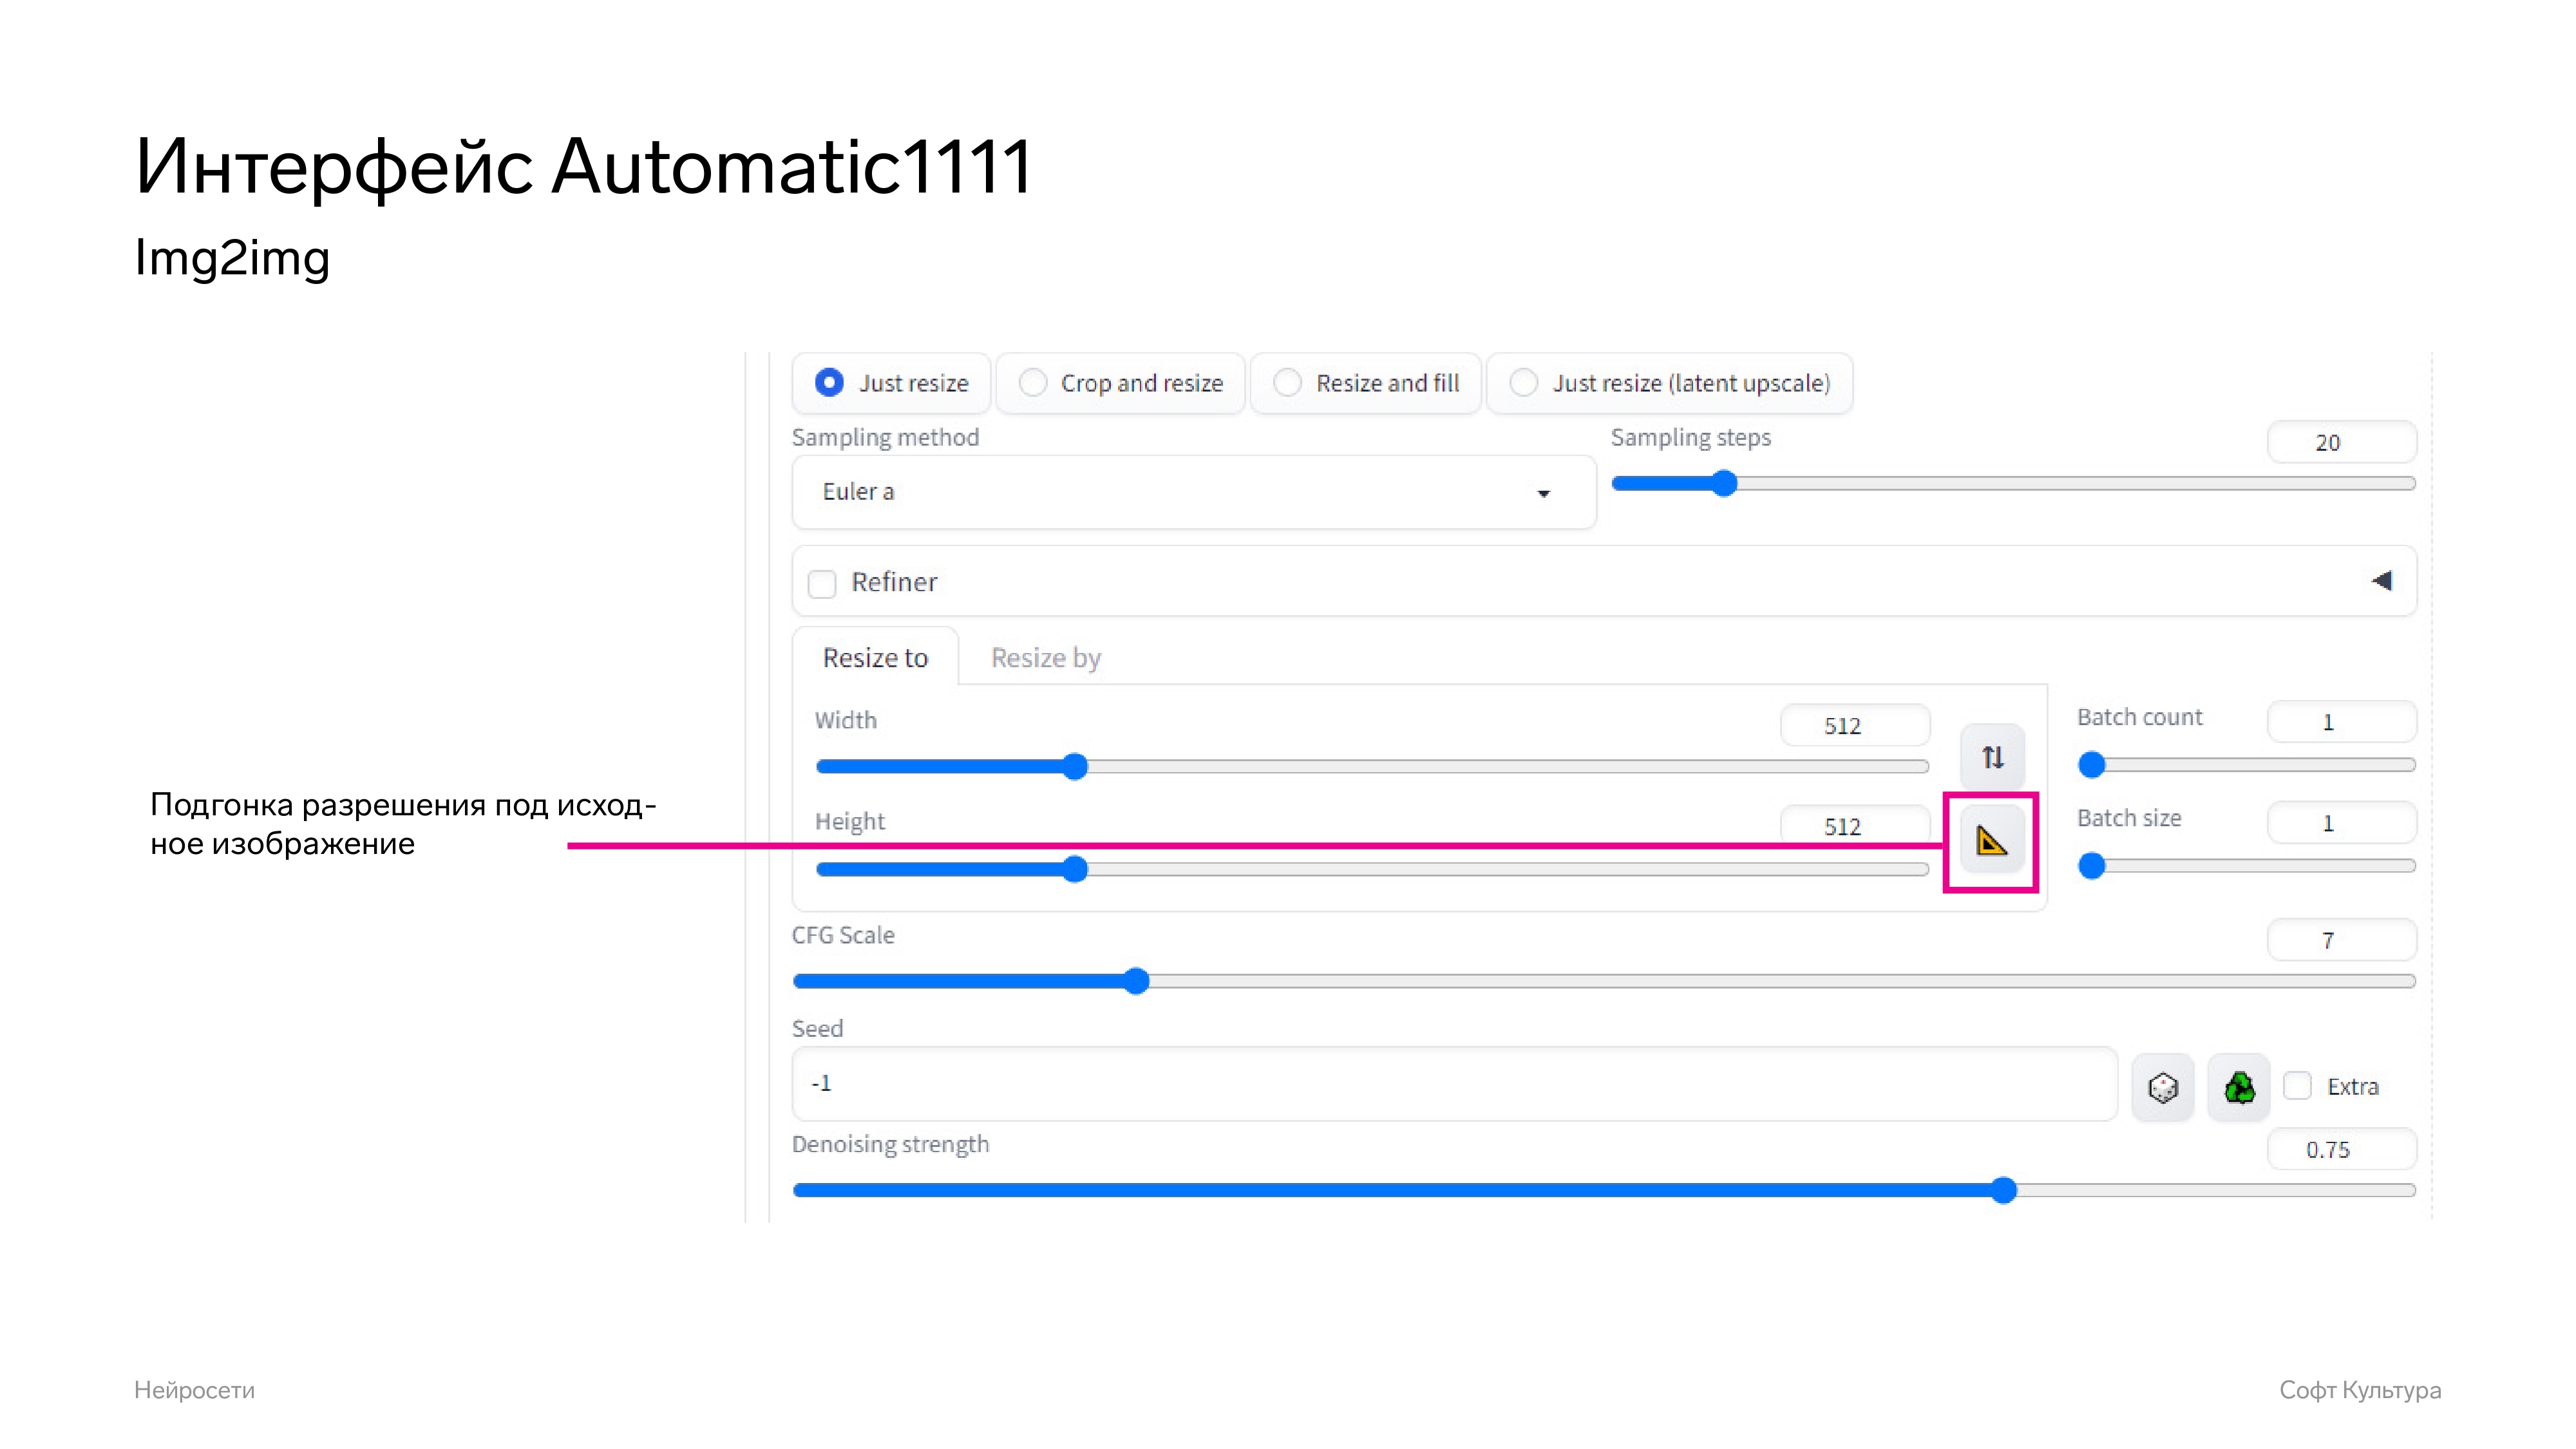 Интерфейс Automatic1111
Img2img
Just resize
Crop and resize
Resize and fill
Just resize (latent upscale)
Sampling method
Sampling steps
20
Euler a
Refiner
Resize to
Resize by
Width
512
Batch count
1
Подгонка разрешения под исход-
ное изображение
Height
512
Batch size
1
CFG Scale
7
Seed
-1
Extra
Denoising strength
0.75
Нейросети
Софт Культура